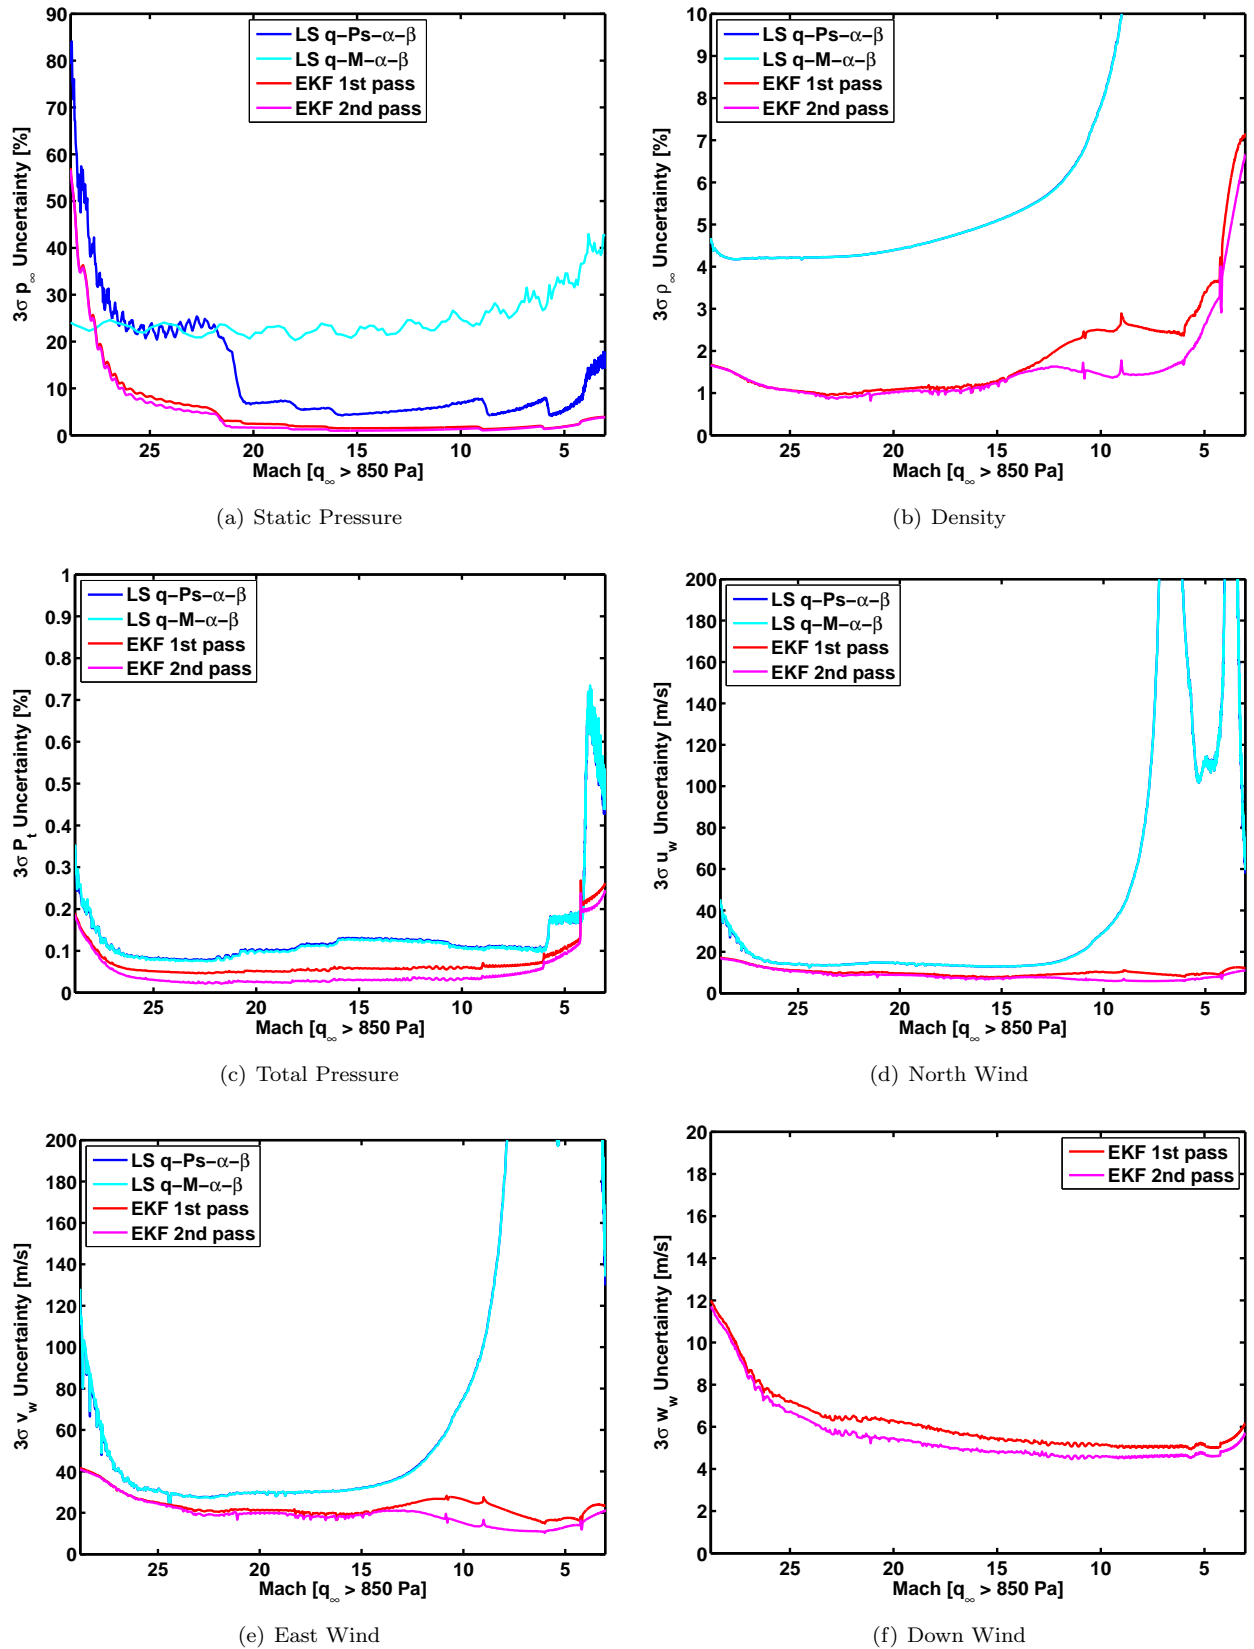 90
80
70
60
50
40
30
20
10
0
3σ p∞ Uncertainty [%]
LS q−Ps−α−β
LS q−M−α−β
EKF 1st pass
EKF 2nd pass
25 20 15 10 5
Mach [q∞ > 850 Pa]
(a) Static Pressure
10
9
8
7
6
5
4
3
2
1
0
3σ ρ∞ Uncertainty [%]
LS q−Ps−α−β
LS q−M−α−β
EKF 1st pass
EKF 2nd pass
25 20 15 10 5
Mach [q∞ > 850 Pa]
(b) Density
1
0.9
0.8
0.7
0.6
0.5
0.4
0.3
0.2
0.1
0
3σ Pt Uncertainty [%]
LS q−Ps−α−β
LS q−M−α−β
EKF 1st pass
EKF 2nd pass
25 20 15 10 5
Mach [q∞ > 850 Pa]
(c) Total Pressure
200
180
160
140
120
100
80
60
40
20
0
3σ uw Uncertainty [m/s]
LS q−Ps−α−β
LS q−M−α−β
EKF 1st pass
EKF 2nd pass
25 20 15 10 5
Mach [q∞ > 850 Pa]
(d) North Wind
200
180
160
140
120
100
80
60
40
20
0
3σ vw Uncertainty [m/s]
LS q−Ps−α−β
LS q−M−α−β
EKF 1st pass
EKF 2nd pass
25 20 15 10 5
Mach [q∞ > 850 Pa]
(e) East Wind
20
18
16
14
12
10
8
6
4
2
0
3σ ww Uncertainty [m/s]
EKF 1st pass
EKF 2nd pass
25 20 15 10 5
Mach [q∞ > 850 Pa]
(f) Down Wind